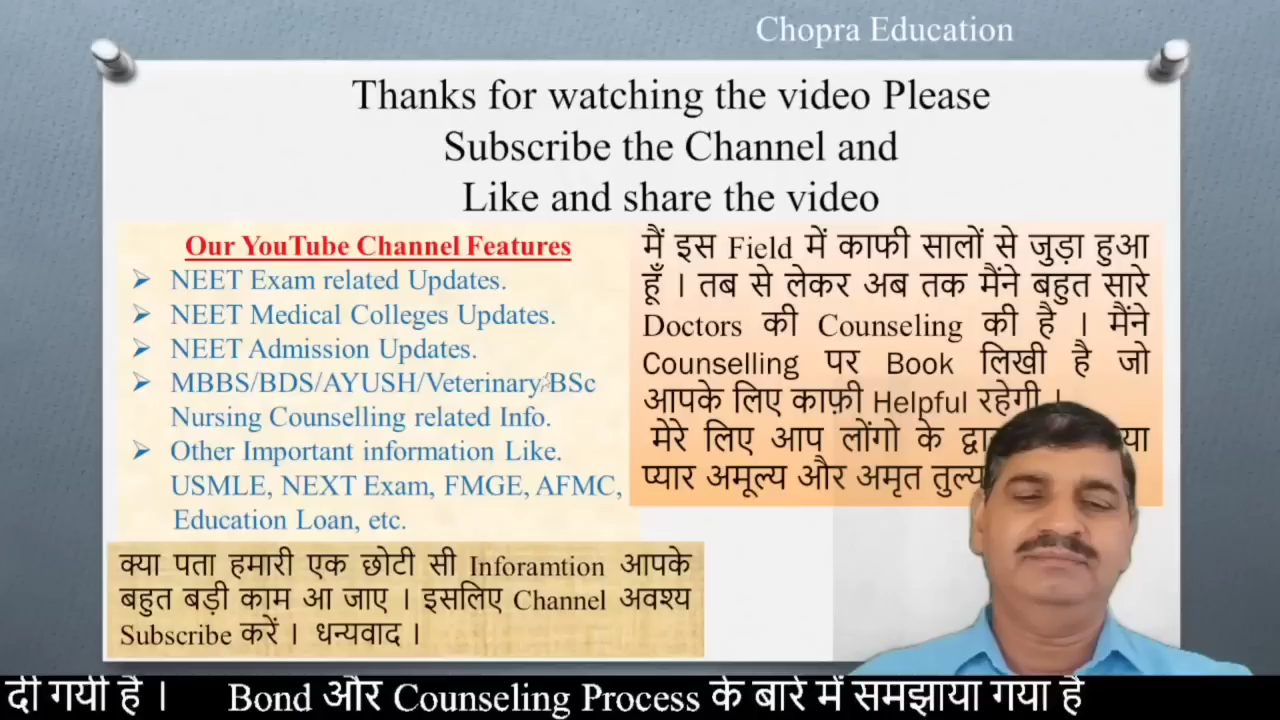 Chopra Education
Thanks for watching the video Please
Subscribe the Channel and
Like and share the video
Our YouTube Channel Features
NEET Exam related Updates.
NEET Medical Colleges Updates.
NEET Admission Updates.
MBBS/BDS/AYUSH/Veterinary/BSc
Nursing Counselling related Info.
Other Important information Like.
USMLE, NEXT Exam, FMGE, AFMC,
Education Loan, etc.
मैं इस Field में काफी सालों से जुड़ा हुआ
हूँ । तब से लेकर अब तक मैंने बहुत सारे
Doctors की Counseling की है । मैंने
Counselling पर Book लिखी है जो
आपके लिए काफ़ी Helpful रहेगी ।
मेरे लिए आप लोंगो के
प्यार अमूल्य और अमृत
क्या पता हमारी एक छोटी सी Inforamtion आपके
बहुत बड़ी काम आ जाए । इसलिए Channel अवश्य
Subscribe करें । धन्यवाद ।
दी गयी है । Bond और Counseling Process के बारे में समझाया गया है